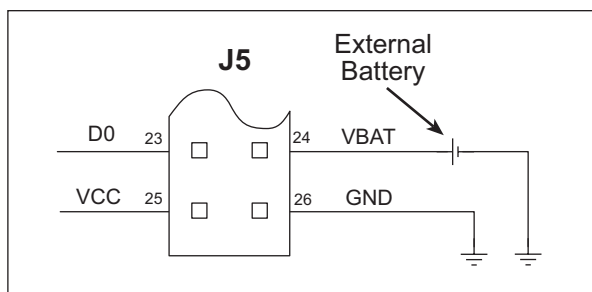 External
Battery
J5
D0 23 24 VBAT
VCC 25 26 GND